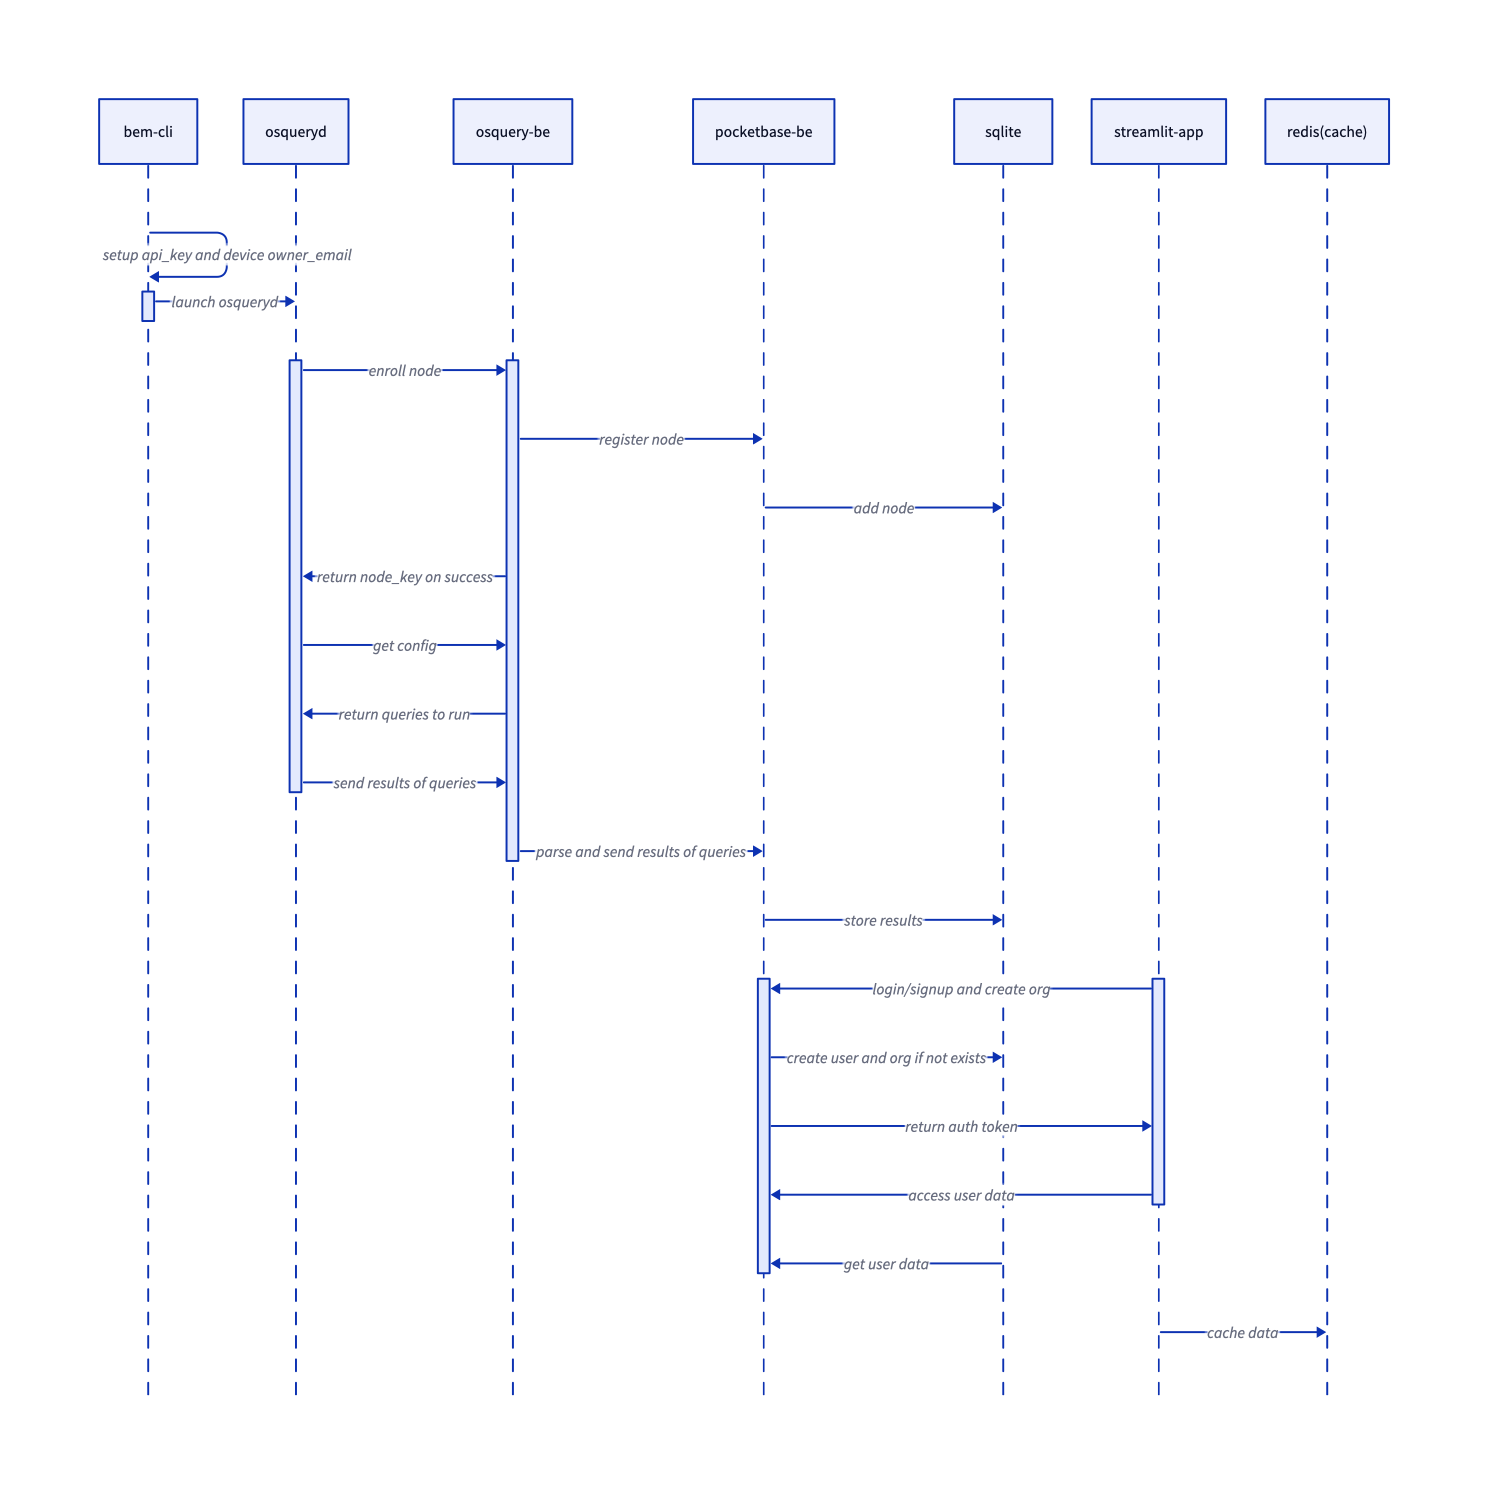 bem-cli
osqueryd
osquery-be
pocketbase-be
sqlite
streamlit-app
redis(cache)
setup api_key and device owner_email
launch osqueryd
enroll node
register node
add node
return node_key on success
get config
return queries to run
send results of queries
parse and send results of queries
store results
login/signup and create org
create user and org if not exists
return auth token
access user data
get user data
cache data